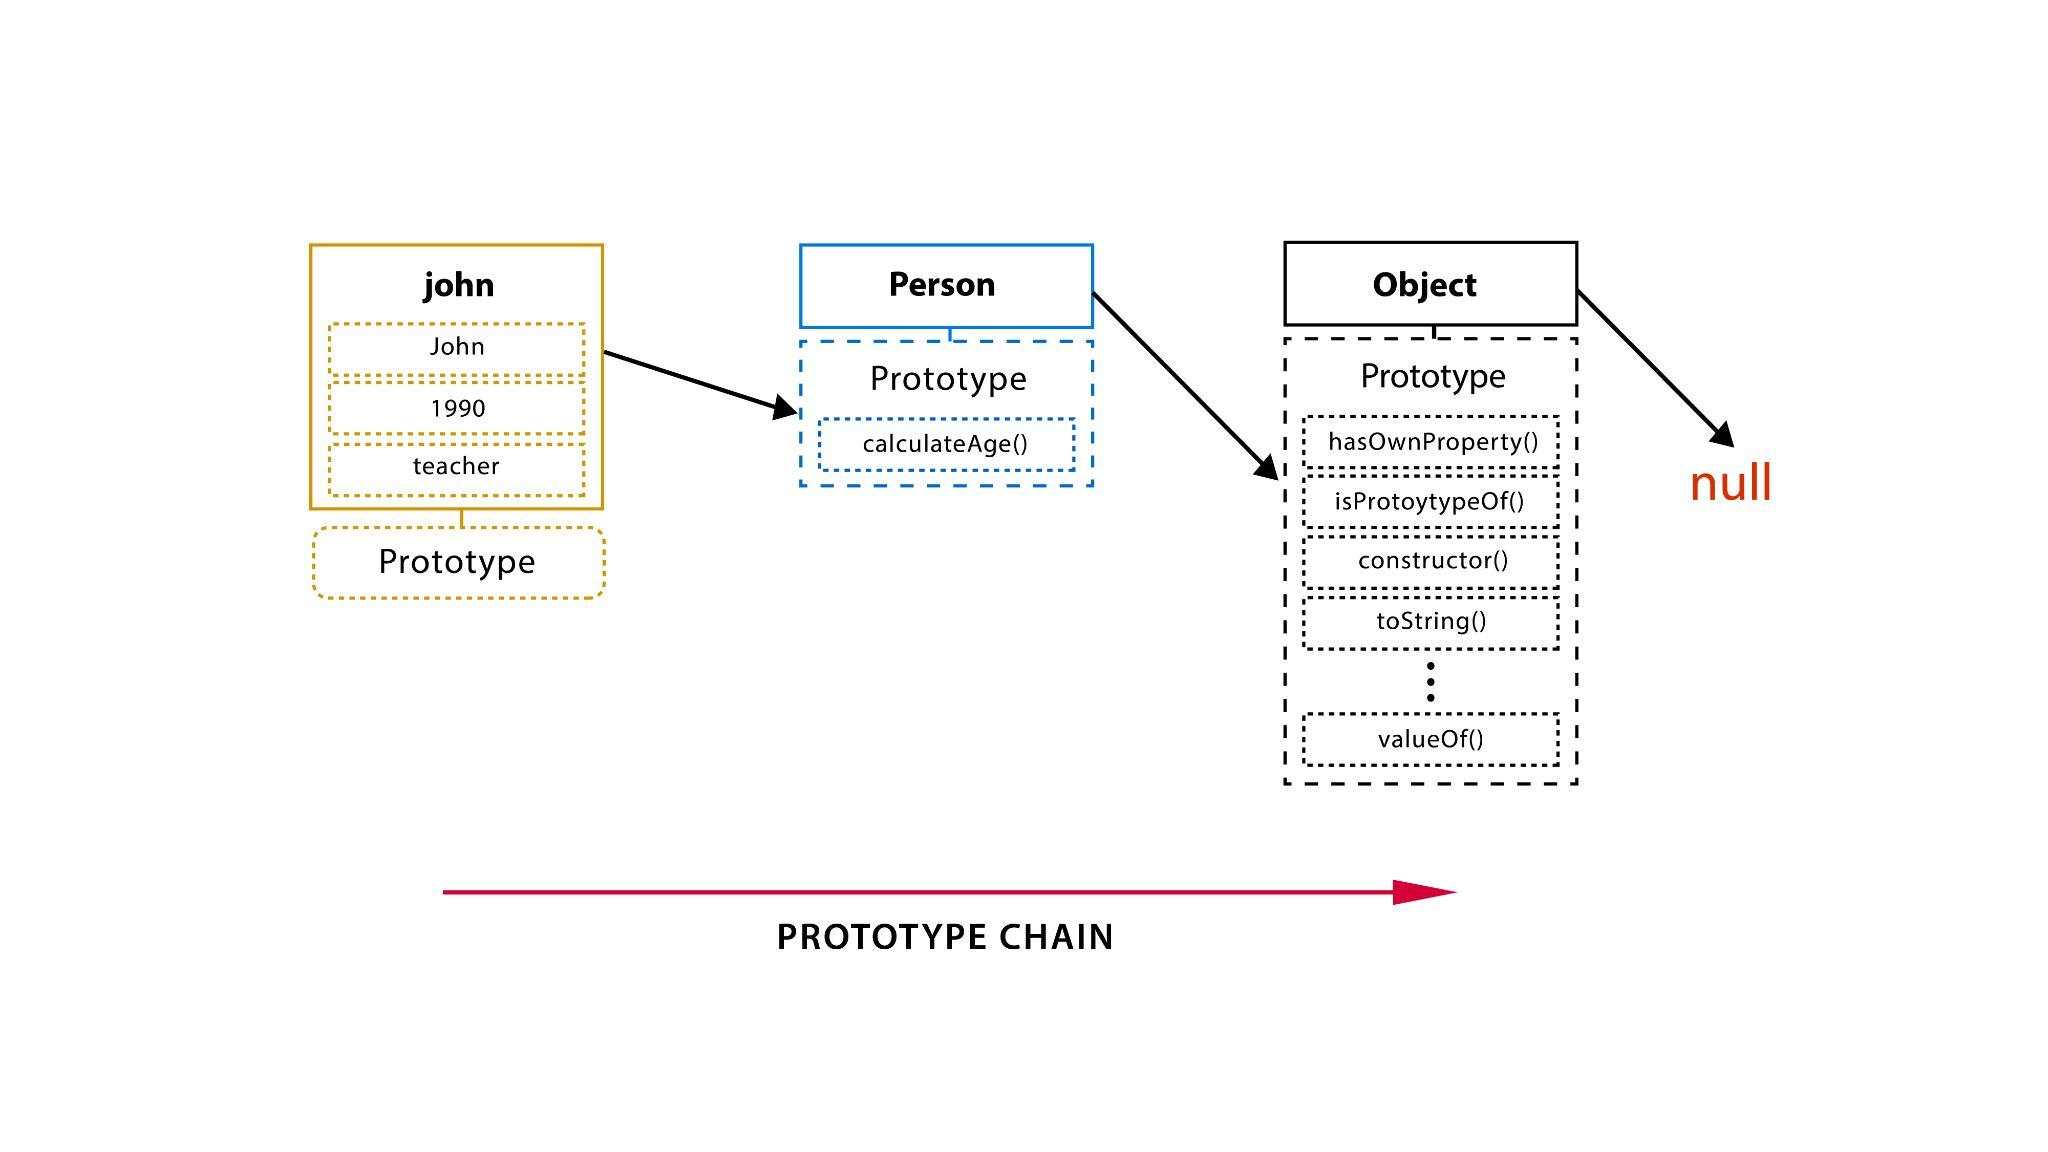 john
John
1990
teacher
Prototype
Person
Prototype
calculateAge()
Object
Prototype
hasOwnProperty()
isProtoytypeOf()
constructor()
toString()
valueOf()
null
PROTOTYPE CHAIN